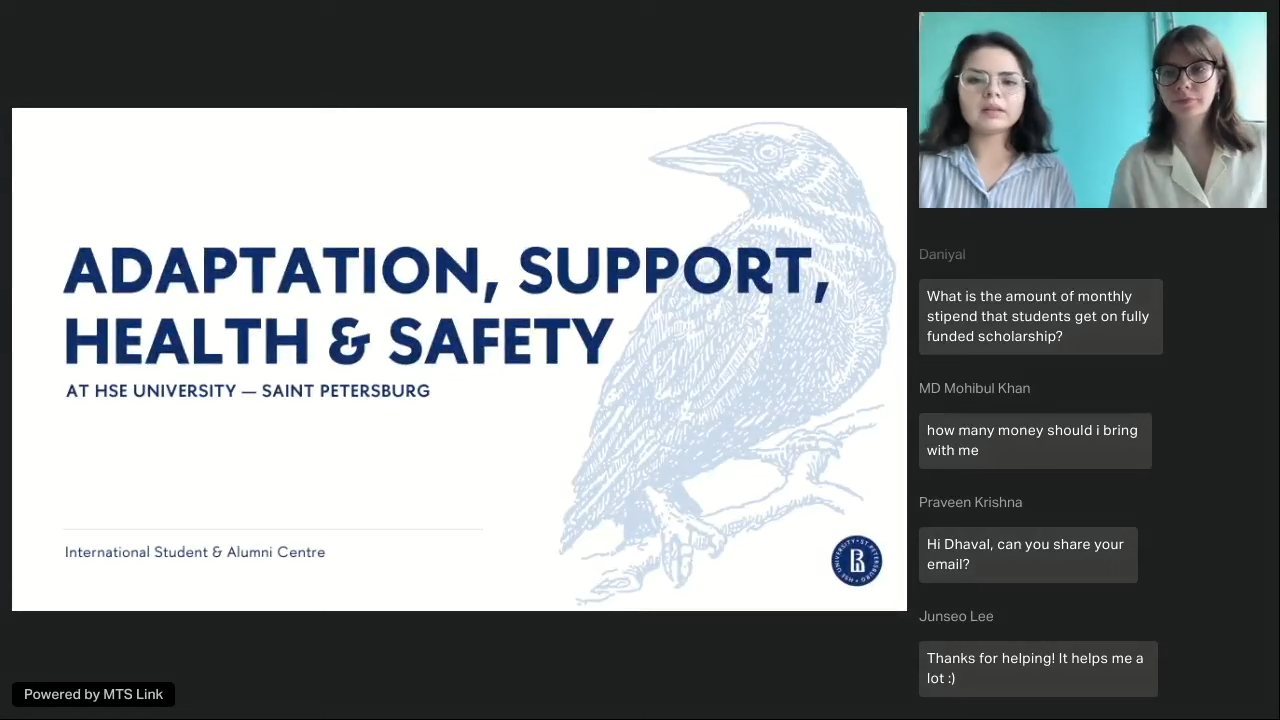 ADAPTATION, SUPPORT,
HEALTH & SAFETY
AT HSE UNIVERSITY — SAINT PETERSBURG
International Student & Alumni Centre
Powered by MTS Link
Daniyal
What is the amount of monthly
stipend that students get on fully
funded scholarship?
MD Mohibul Khan
how many money should i bring
with me
Praveen Krishna
Hi Dhaval, can you share your
email?
Junseo Lee
Thanks for helping! It helps me a
lot :)